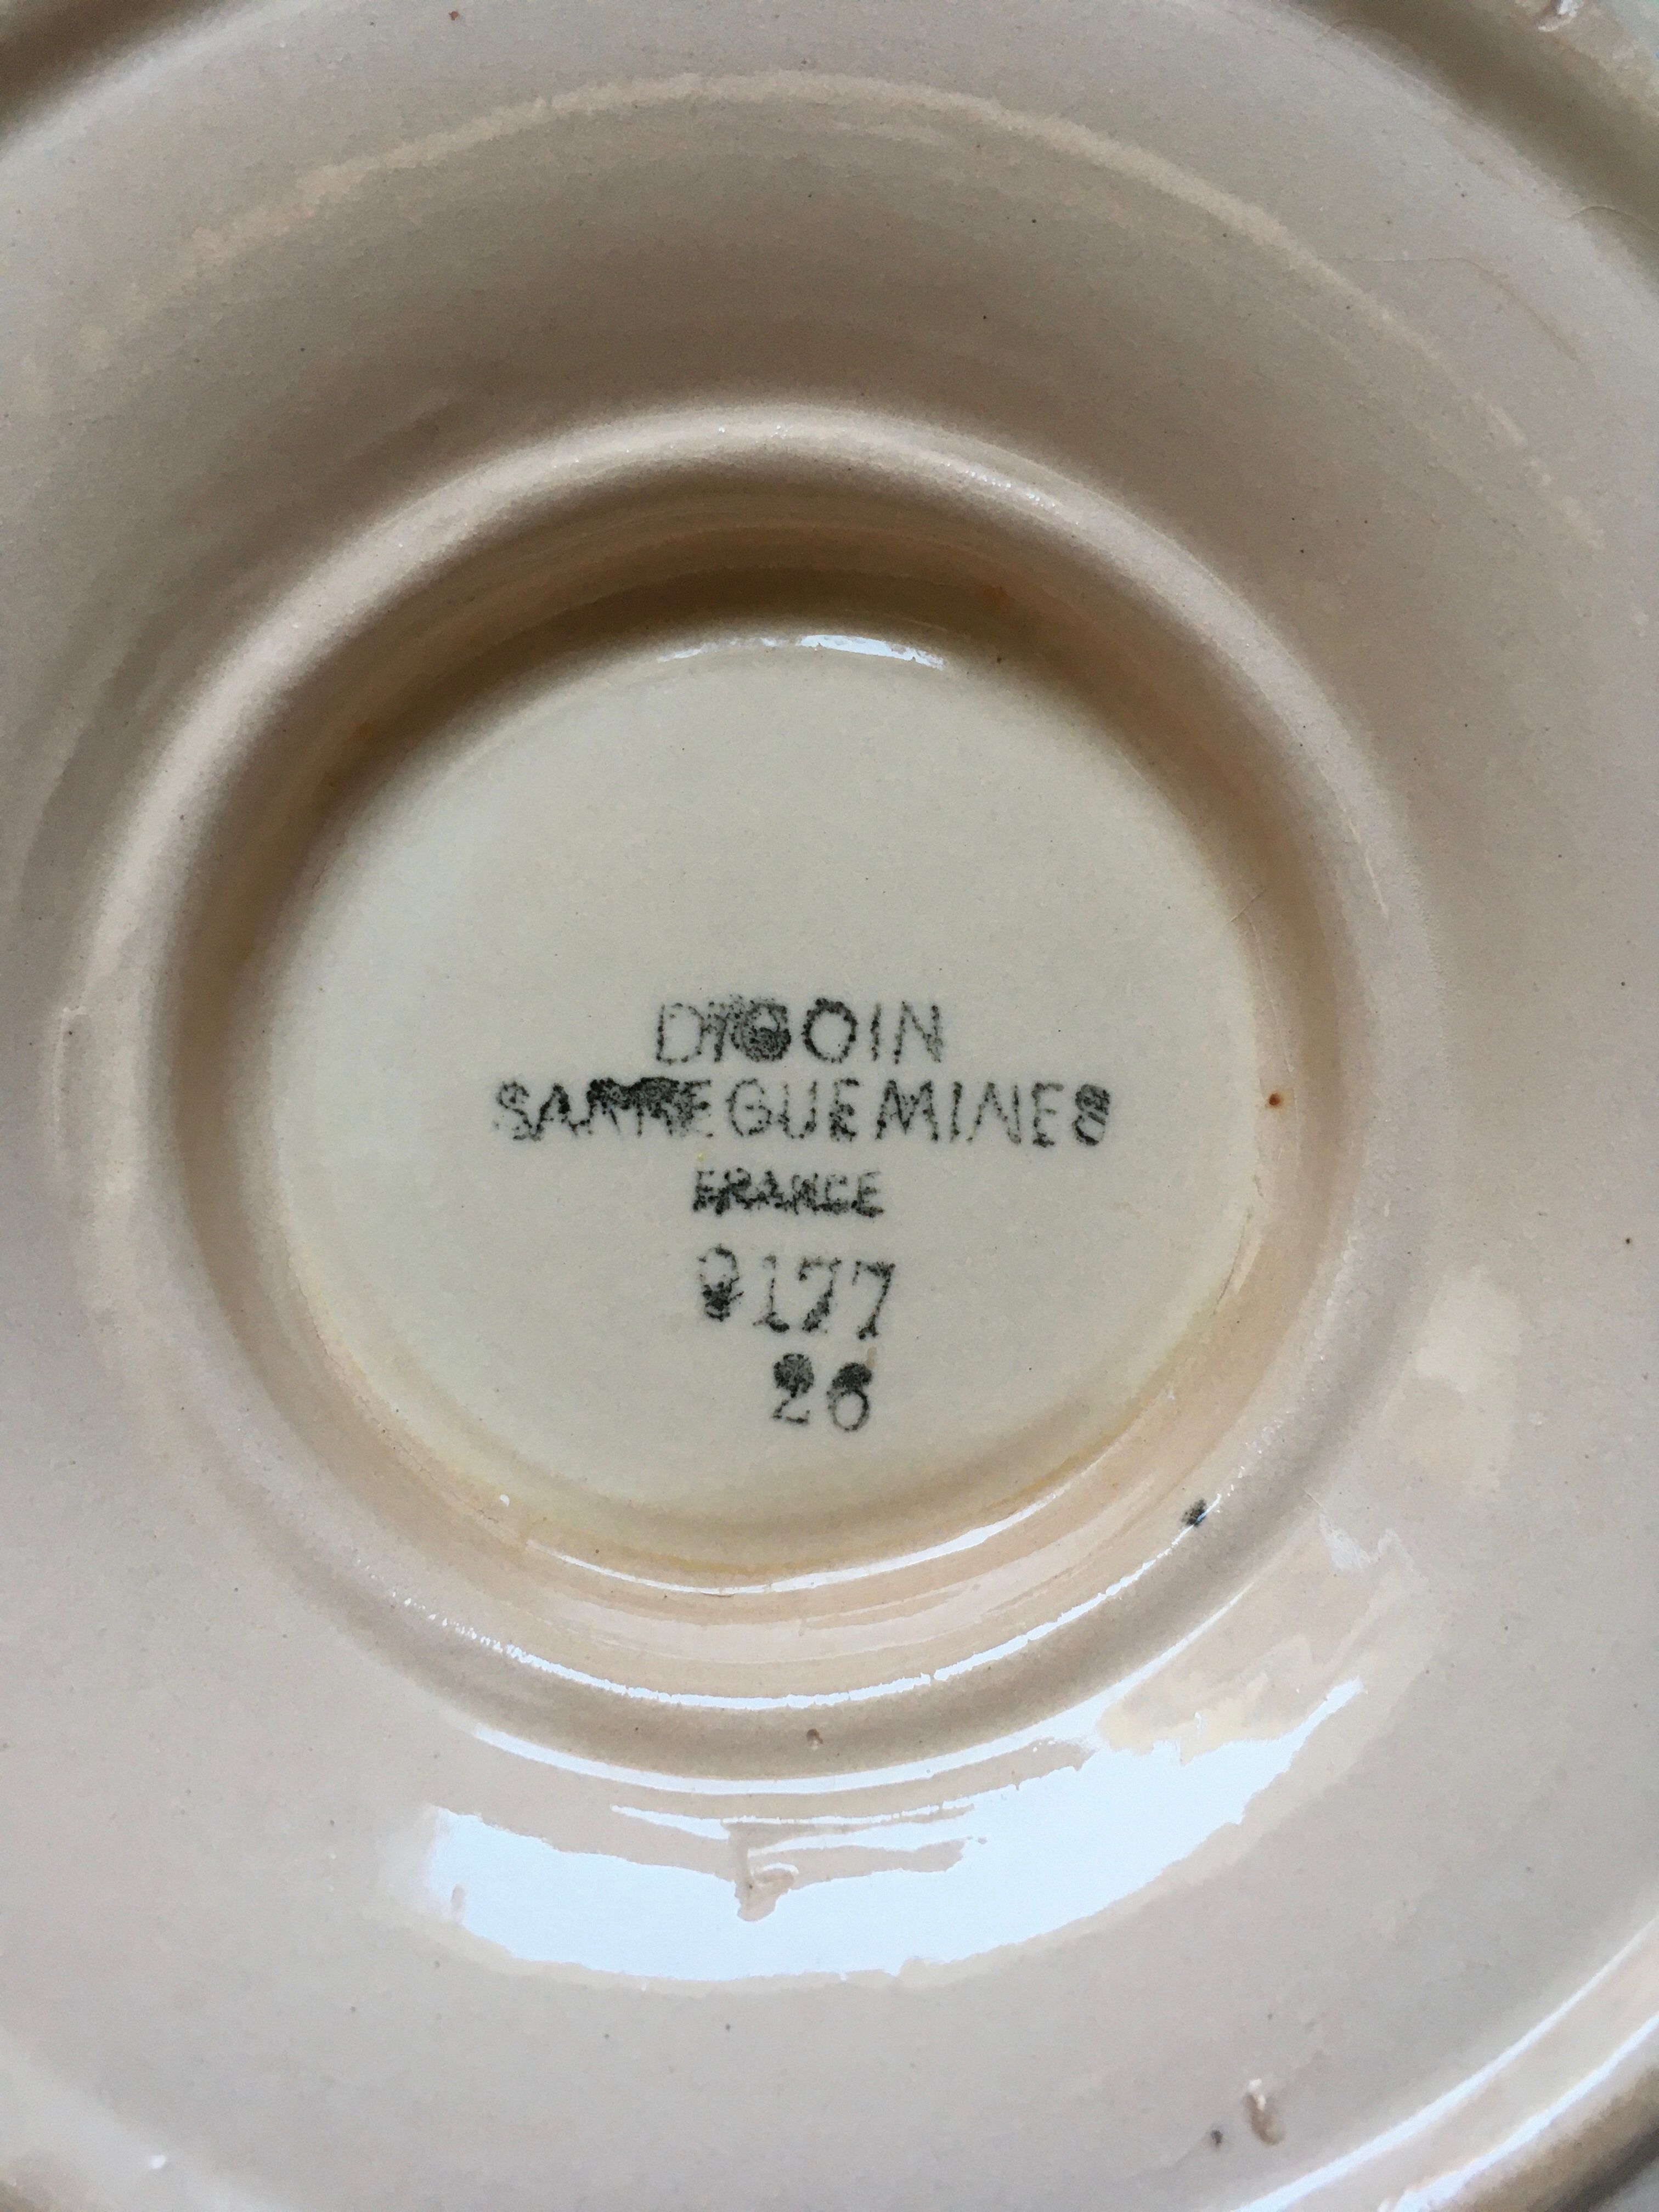 DIGOIN
SARREGUEMINES
FRANCE
9177
26